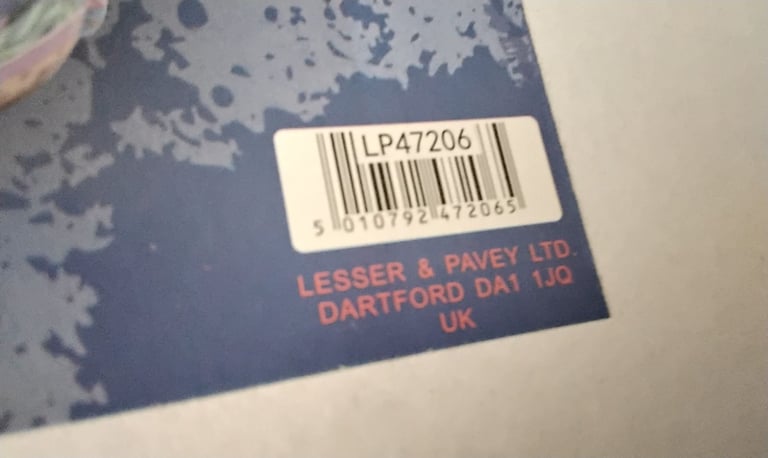 LP47206
5 010792 472065
LESSER & PAVEY LTD.
DARTFORD DA1 1JQ
UK